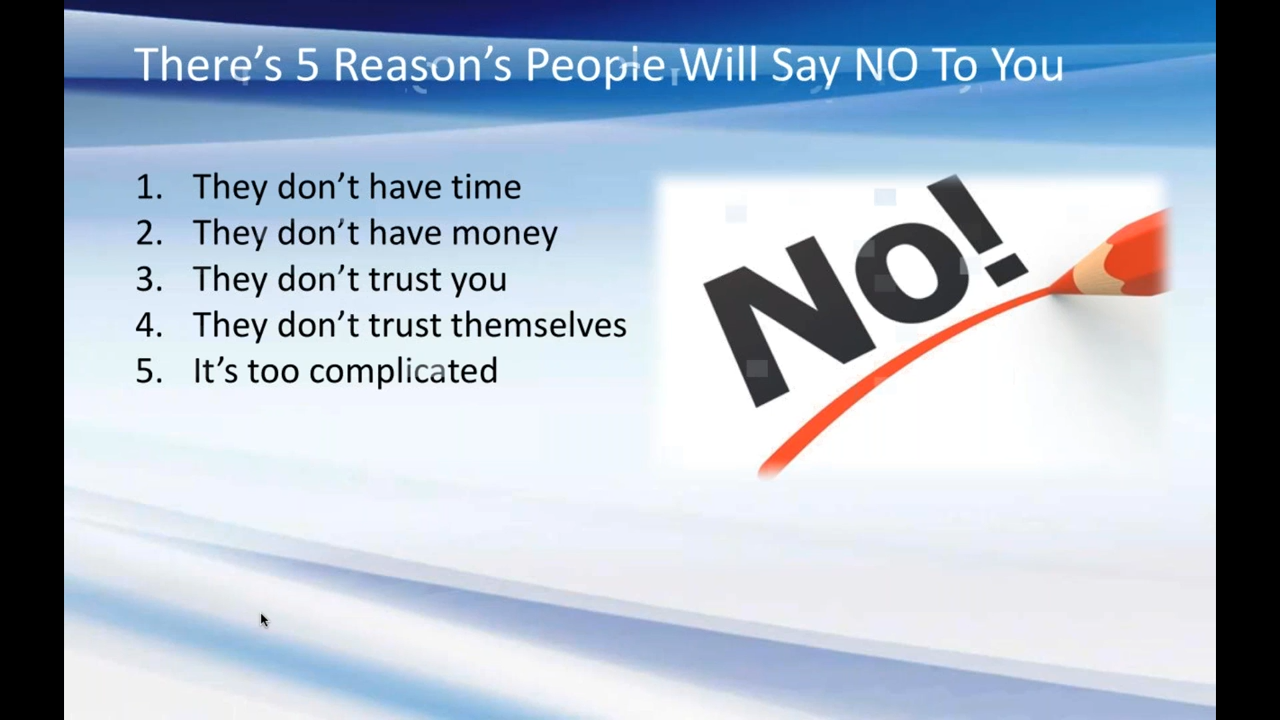 There’s 5 Reason’s People Will Say NO To You
1. They don’t have time
2. They don’t have money
3. They don’t trust you
4. They don’t trust themselves
5. It’s too complicated
No!